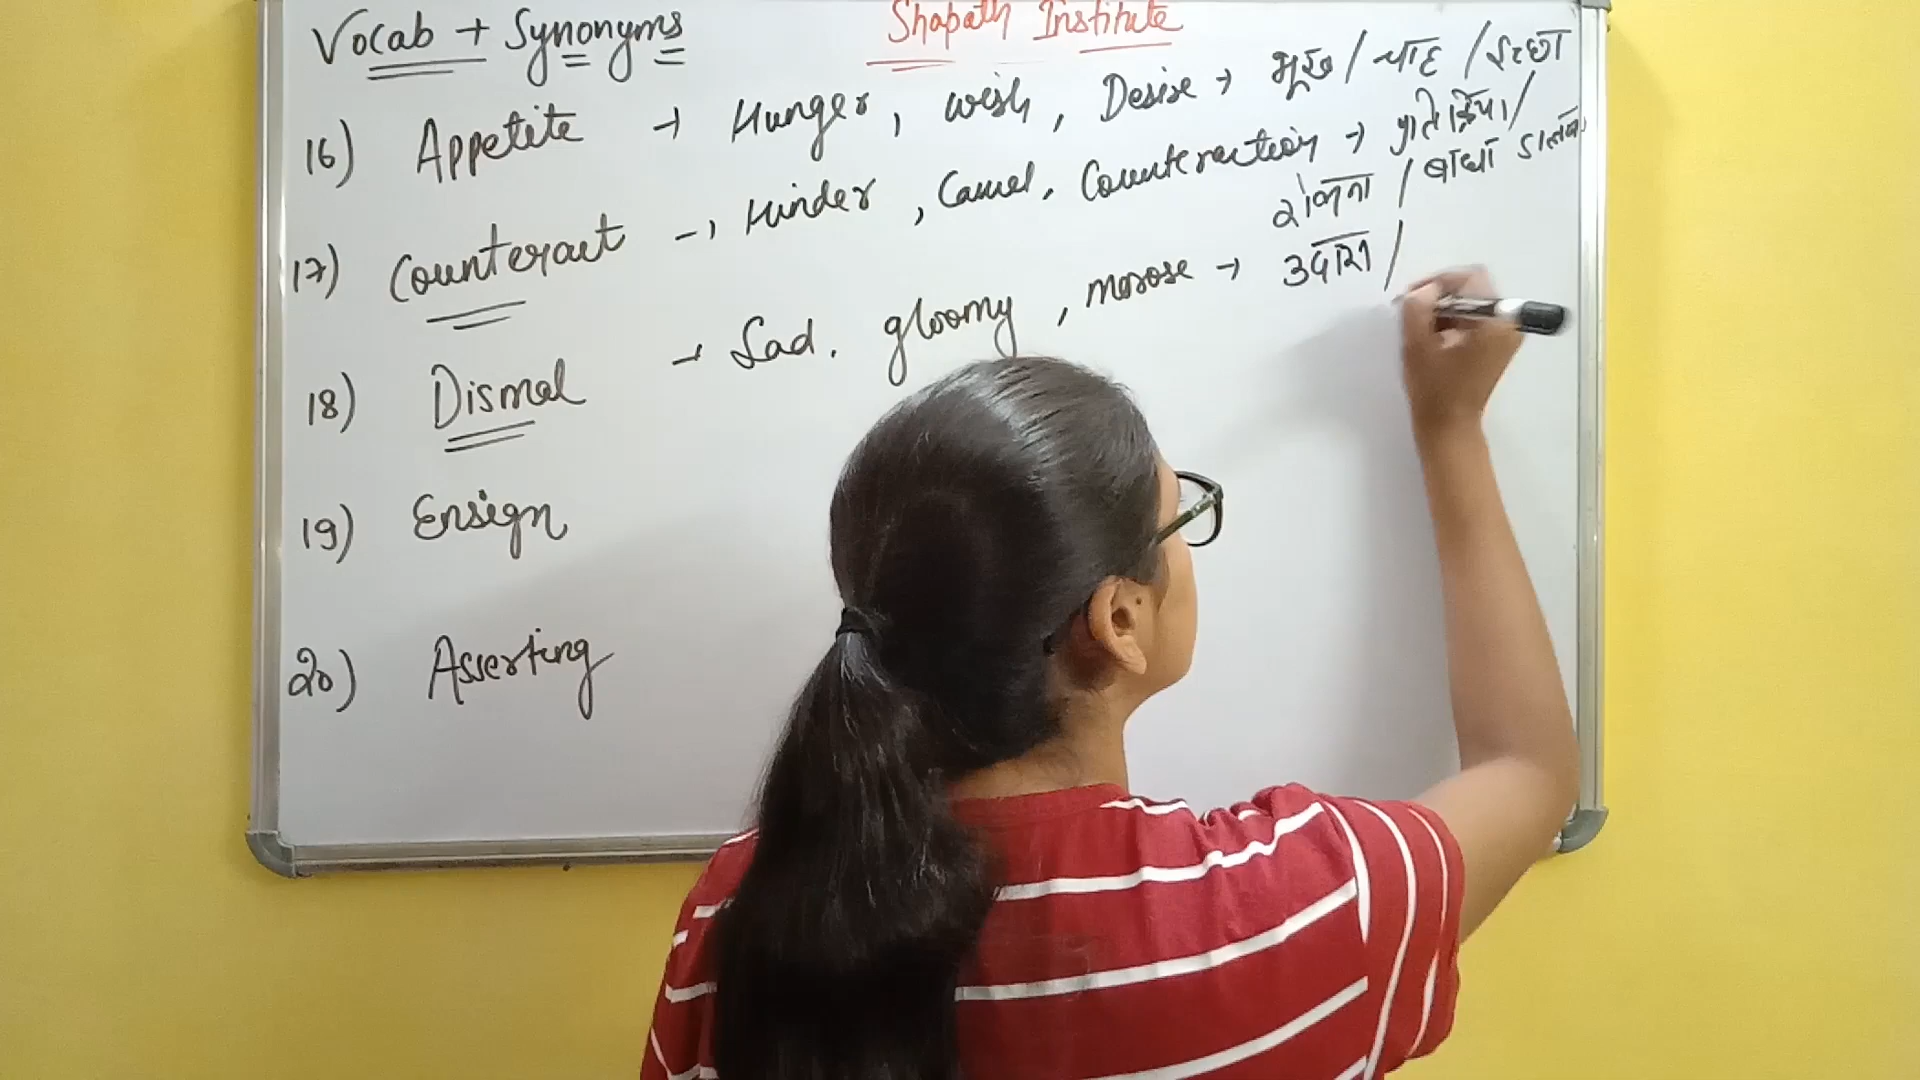 Vocab + Synonyms
Shapath Institute
16) Appetite → Hunger, wish, Desire → भूख / चाह / इच्छा
17) Counteract → Hinder, Cancel, Counteraction → प्रतिक्रिया /
रोकना / बाधा डालना
18) Dismal → Sad, gloomy, morose → उदास /
19) Ensign
20) Asserting